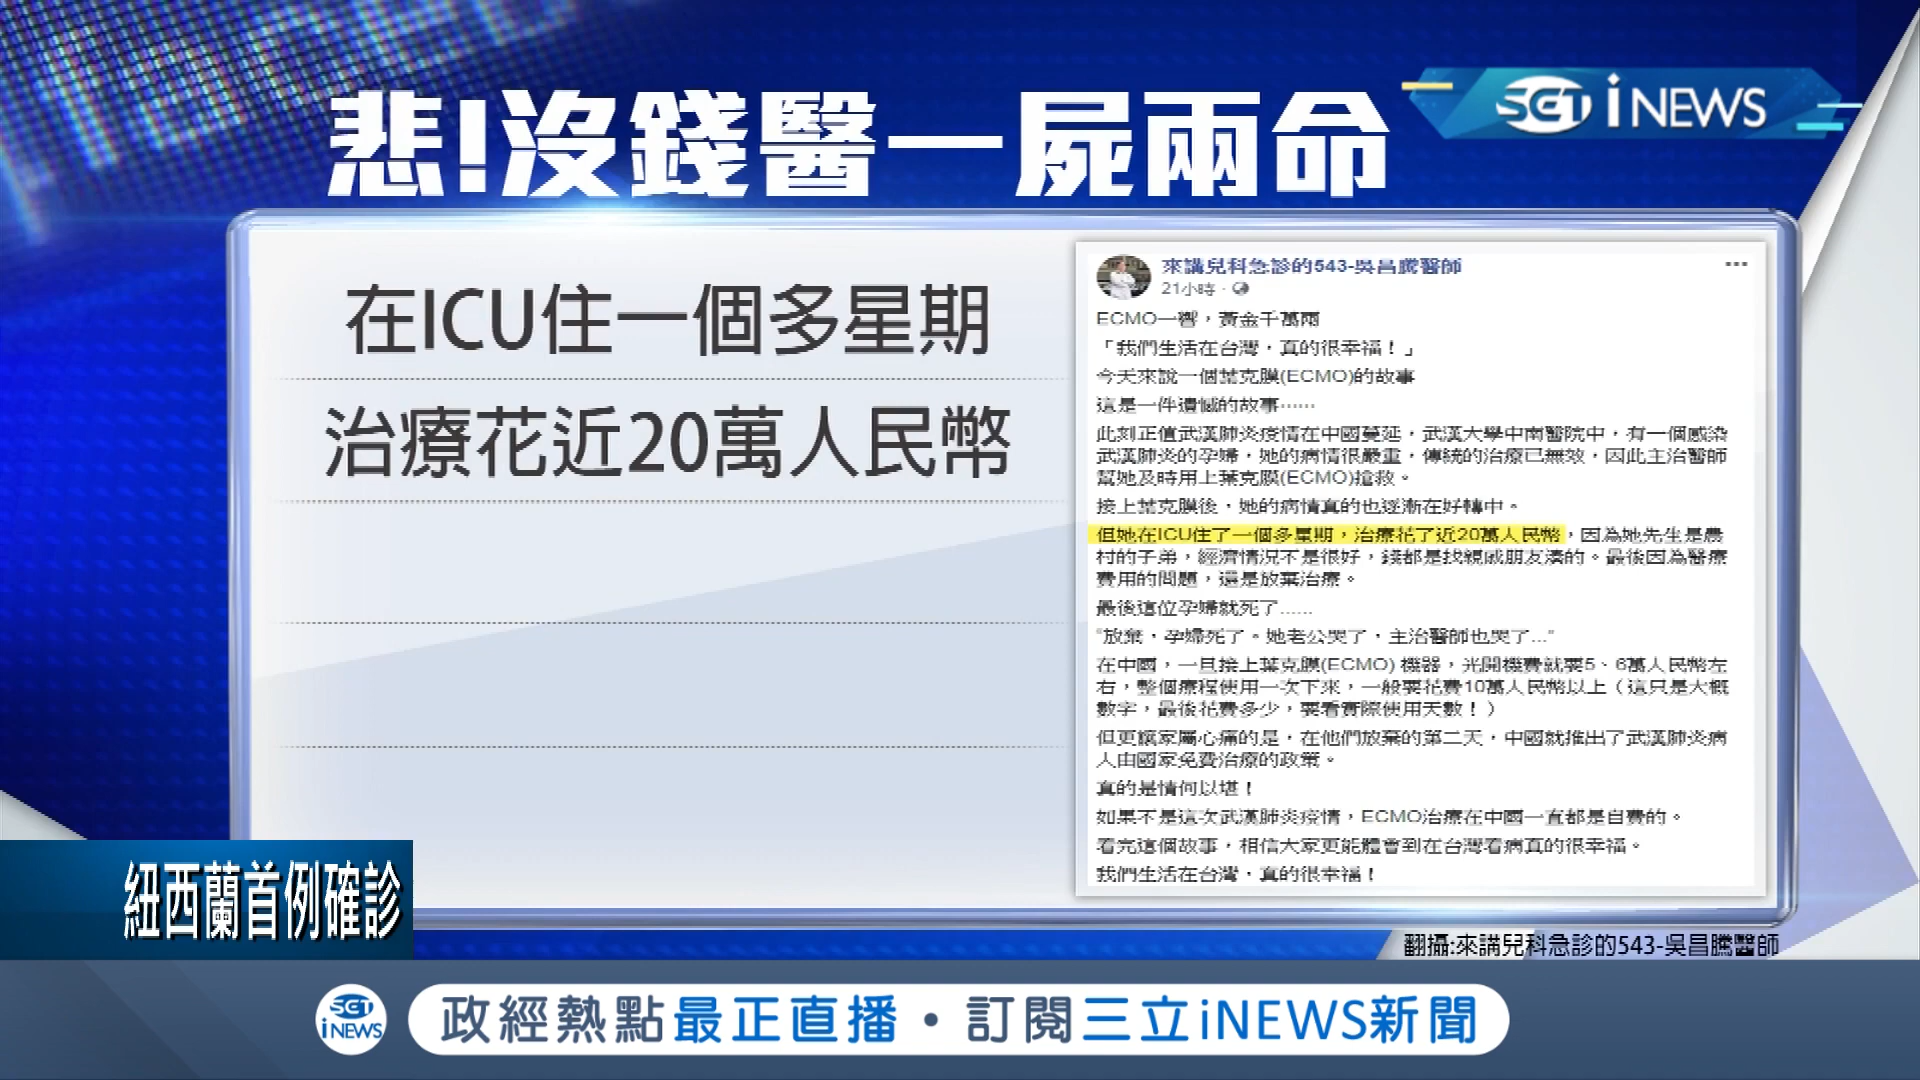 悲!沒錢醫一屍兩命
SET iNEWS
在ICU住一個多星期
治療花近20萬人民幣
來講兒科急診的543-吳昌騰醫師
21小時 ·
ECMO一響，黃金千萬兩
「我們生活在台灣，真的很幸福！」
今天來說一個葉克膜(ECMO)的故事
這是一件遺憾的故事⋯⋯
此刻正值武漢肺炎疫情在中國蔓延，武漢大學中南醫院中，有一個感染
武漢肺炎的孕婦，她的病情很嚴重，傳統的治療已無效，因此主治醫師
幫她及時用上葉克膜(ECMO)搶救。
接上葉克膜後，她的病情真的也逐漸在好轉中。
但她在ICU住了一個多星期，治療花了近20萬人民幣，因為她先生是農
村的子弟，經濟情況不是很好，錢都是找親戚朋友湊的。最後因為醫療
費用的問題，還是放棄治療。
最後這位孕婦就死了......
“放棄，孕婦死了。她老公哭了，主治醫師也哭了...”
在中國，一旦接上葉克膜(ECMO) 機器，光開機費就要5、6萬人民幣左
右，整個療程使用一次下來，一般要花費10萬人民幣以上（這只是大概
數字，最後花費多少，要看實際使用天數！）
但更讓家屬心痛的是，在他們放棄的第二天，中國就推出了武漢肺炎病
人由國家免費治療的政策。
真的是情何以堪！
如果不是這次武漢肺炎疫情，ECMO治療在中國一直都是自費的。
看完這個故事，相信大家更能體會到在台灣看病真的很幸福。
我們生活在台灣，真的很幸福！
紐西蘭首例確診
翻攝:來講兒科急診的543-吳昌騰醫師
SET iNEWS
政經熱點最正直播・訂閱三立iNEWS新聞